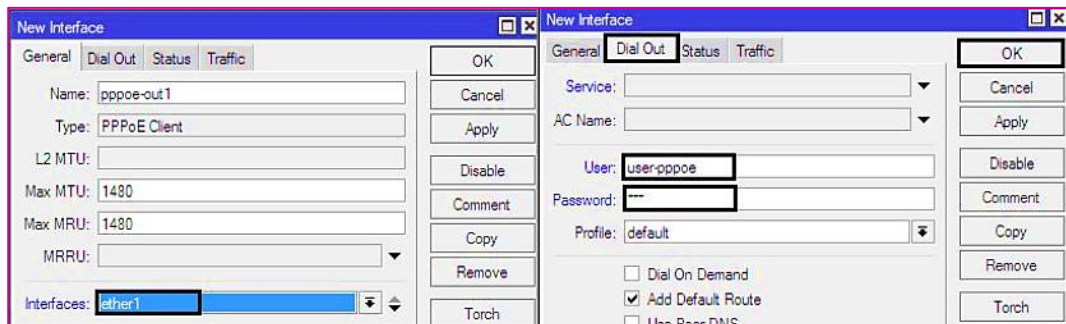 New Interface
General Dial Out Status Traffic
OK
Name: pppoe-out1
Cancel
Type: PPPoE Client
Apply
L2 MTU:
Disable
Max MTU: 1480
Comment
Max MRU: 1480
Copy
MRRU:
Remove
Interfaces: ether1
Torch
New Interface
General Dial Out Status Traffic
OK
Service:
Cancel
AC Name:
Apply
User: user-pppoe
Disable
Password: ---
Comment
Profile: default
Copy
Remove
Dial On Demand
Add Default Route
Torch
Use Peer DNS